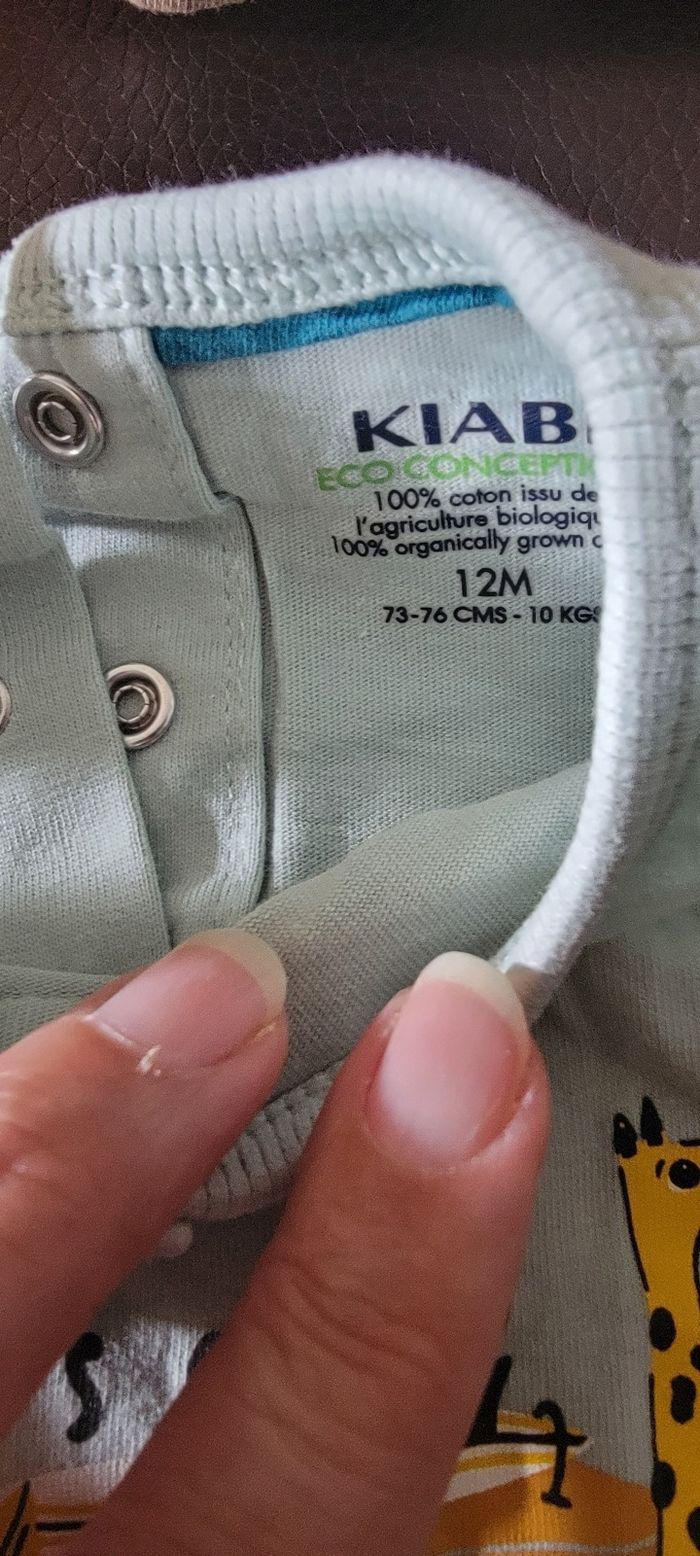 KIAB
ECO CONCEPTI
100% coton issu de
l'agriculture biologiqu
100% organically grown c
12M
73-76 CMS - 10 KGS